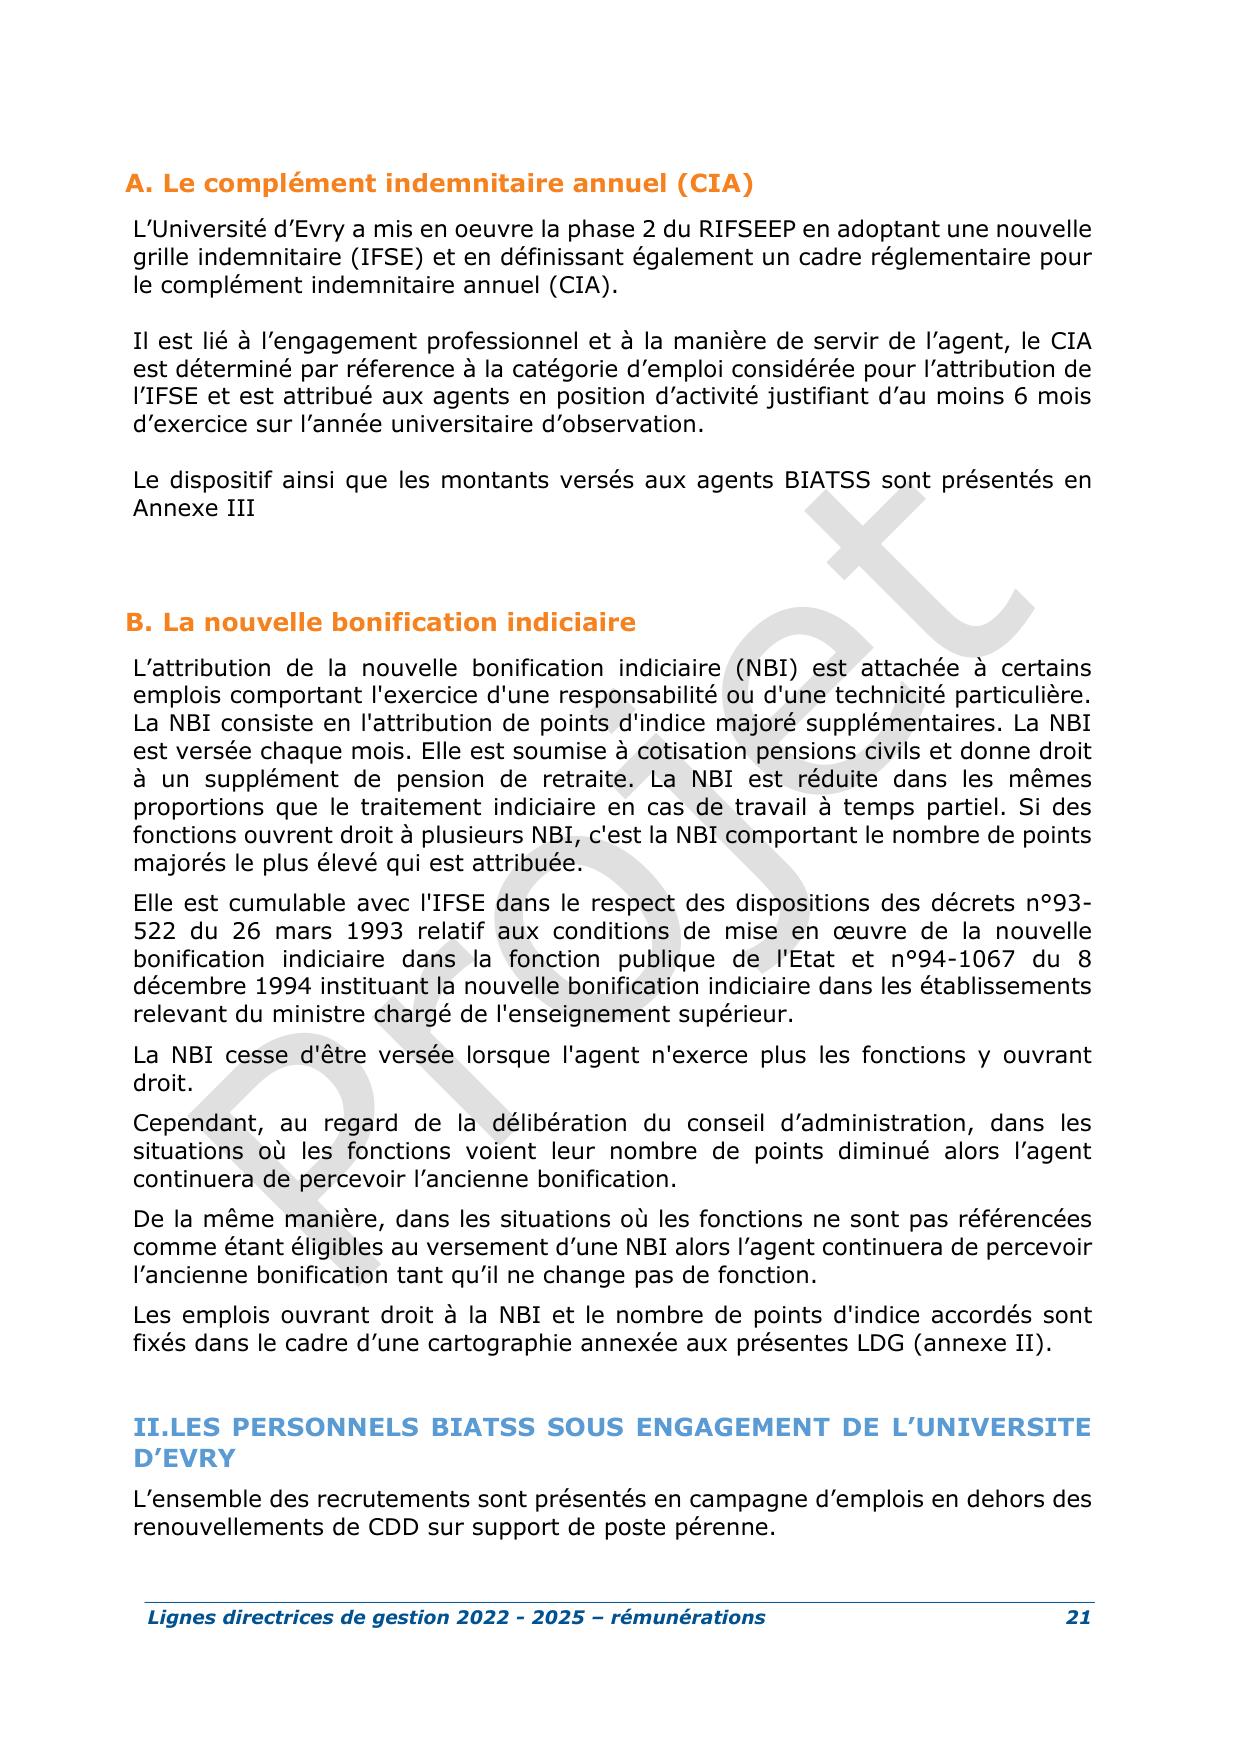 A. Le complément indemnitaire annuel (CIA)
L’Université d’Evry a mis en oeuvre la phase 2 du RIFSEEP en adoptant une nouvelle
grille indemnitaire (IFSE) et en définissant également un cadre réglementaire pour
le complément indemnitaire annuel (CIA).
Il est lié à l’engagement professionnel et à la manière de servir de l’agent, le CIA
est déterminé par réference à la catégorie d’emploi considérée pour l’attribution de
l’IFSE et est attribué aux agents en position d’activité justifiant d’au moins 6 mois
d’exercice sur l’année universitaire d’observation.
Le dispositif ainsi que les montants versés aux agents BIATSS sont présentés en
Annexe III
B. La nouvelle bonification indiciaire
L’attribution de la nouvelle bonification indiciaire (NBI) est attachée à certains
emplois comportant l'exercice d'une responsabilité ou d'une technicité particulière.
La NBI consiste en l'attribution de points d'indice majoré supplémentaires. La NBI
est versée chaque mois. Elle est soumise à cotisation pensions civils et donne droit
à un supplément de pension de retraite. La NBI est réduite dans les mêmes
proportions que le traitement indiciaire en cas de travail à temps partiel. Si des
fonctions ouvrent droit à plusieurs NBI, c'est la NBI comportant le nombre de points
majorés le plus élevé qui est attribuée.
Elle est cumulable avec l'IFSE dans le respect des dispositions des décrets n°93-
522 du 26 mars 1993 relatif aux conditions de mise en œuvre de la nouvelle
bonification indiciaire dans la fonction publique de l'Etat et n°94-1067 du 8
décembre 1994 instituant la nouvelle bonification indiciaire dans les établissements
relevant du ministre chargé de l'enseignement supérieur.
La NBI cesse d'être versée lorsque l'agent n'exerce plus les fonctions y ouvrant
droit.
Cependant, au regard de la délibération du conseil d’administration, dans les
situations où les fonctions voient leur nombre de points diminué alors l’agent
continuera de percevoir l’ancienne bonification.
De la même manière, dans les situations où les fonctions ne sont pas référencées
comme étant éligibles au versement d’une NBI alors l’agent continuera de percevoir
l’ancienne bonification tant qu’il ne change pas de fonction.
Les emplois ouvrant droit à la NBI et le nombre de points d'indice accordés sont
fixés dans le cadre d’une cartographie annexée aux présentes LDG (annexe II).
II.LES PERSONNELS BIATSS SOUS ENGAGEMENT DE L’UNIVERSITE
D’EVRY
L’ensemble des recrutements sont présentés en campagne d’emplois en dehors des
renouvellements de CDD sur support de poste pérenne.
Lignes directrices de gestion 2022 - 2025 – rémunérations 21
Projet